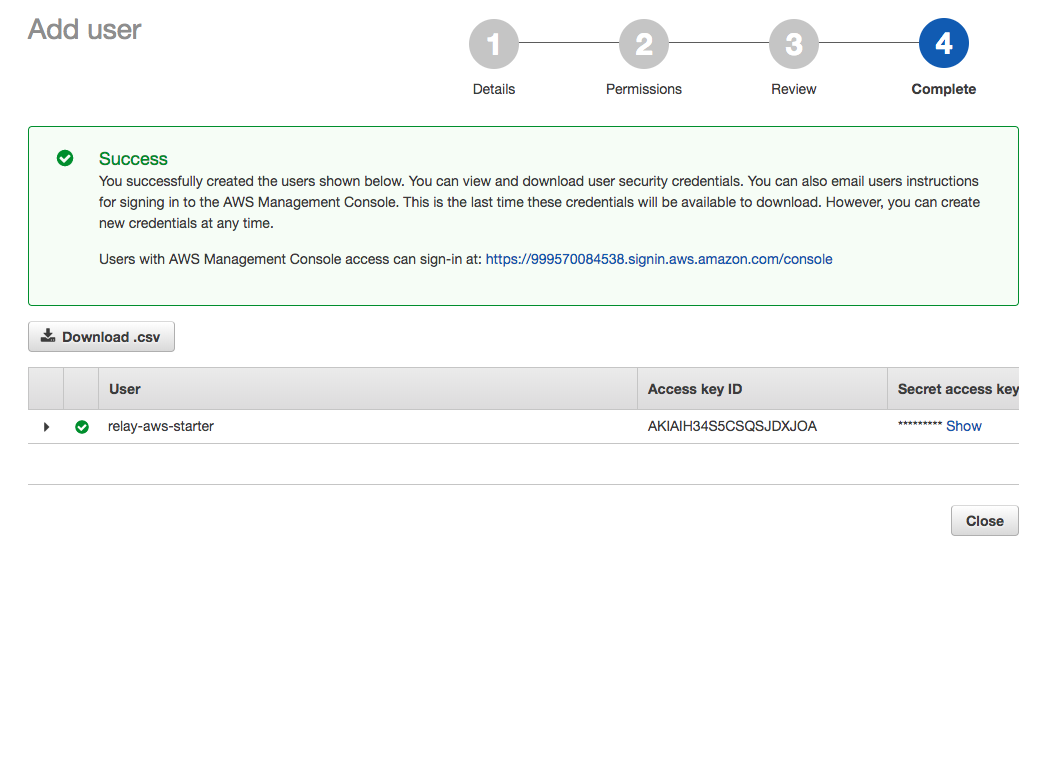 Add user
1 2 3 4
Details Permissions Review Complete
Success
You successfully created the users shown below. You can view and download user security credentials. You can also email users instructions
for signing in to the AWS Management Console. This is the last time these credentials will be available to download. However, you can create
new credentials at any time.
Users with AWS Management Console access can sign-in at: https://999570084538.signin.aws.amazon.com/console
Download .csv
User Access key ID Secret access key
relay-aws-starter AKIAIH34S5CSQSJDXJOA ********* Show
Close